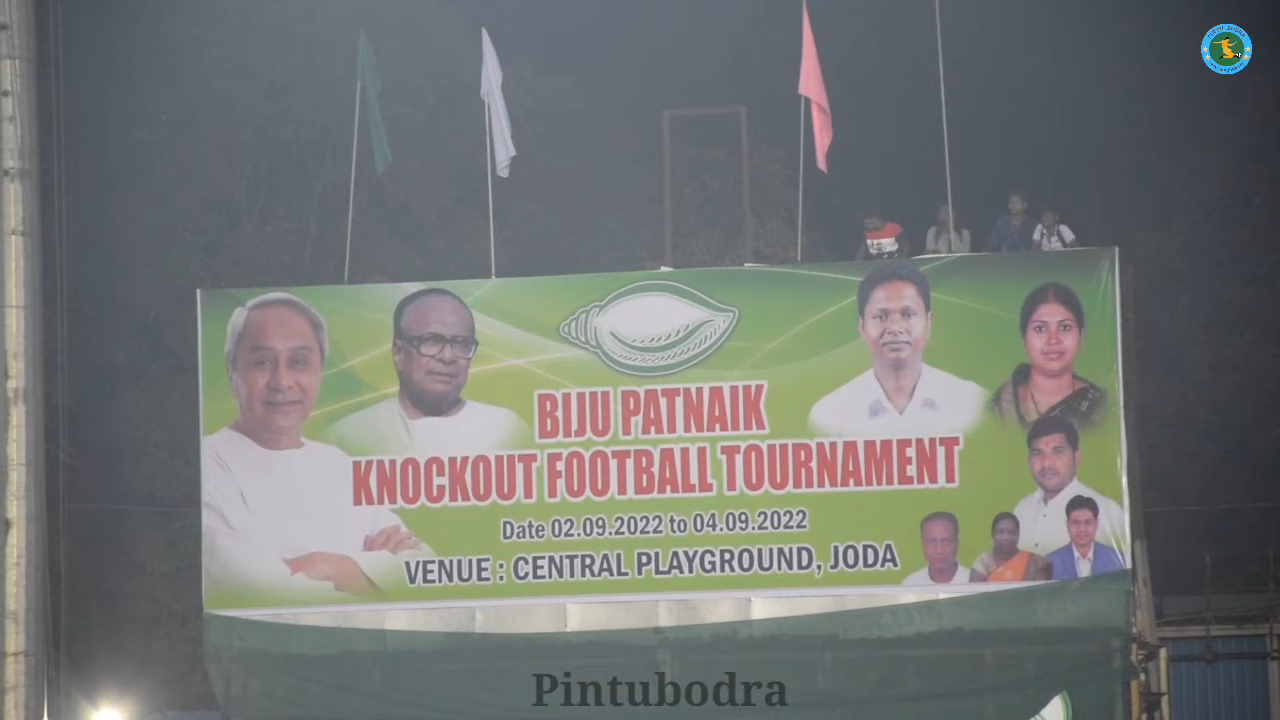 BIJU PATNAIK
KNOCKOUT FOOTBALL TOURNAMENT
Date 02.09.2022 to 04.09.2022
VENUE : CENTRAL PLAYGROUND, JODA
Pintubodra